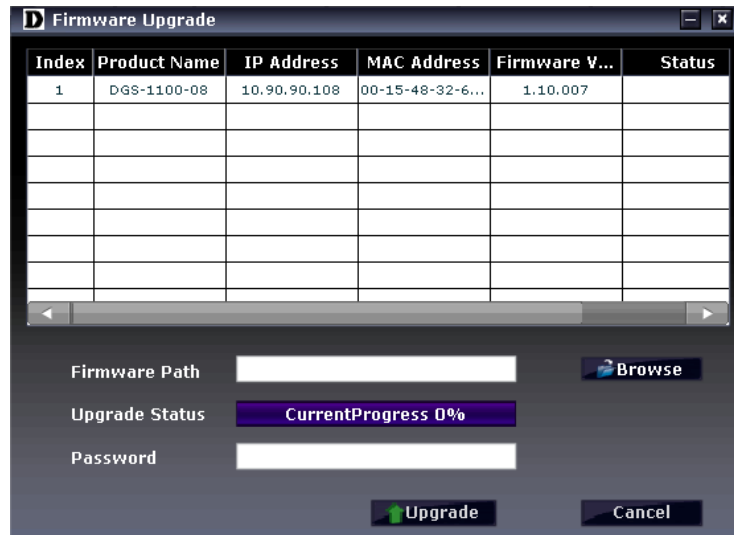 D Firmware Upgrade
Index Product Name IP Address MAC Address Firmware V... Status
1 DGS-1100-08 10.90.90.108 00-15-48-32-6... 1.10.007
Firmware Path Browse
Upgrade Status CurrentProgress 0%
Password
Upgrade Cancel